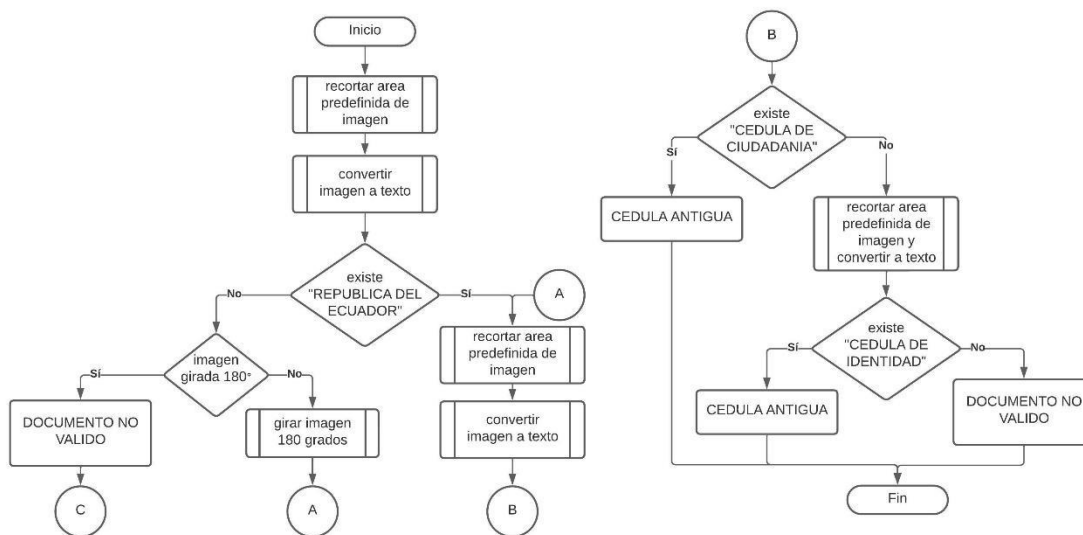 Inicio
recortar area
predefinida de
imagen
convertir
imagen a texto
existe
"REPUBLICA DEL
ECUADOR"
No
Sí
A
imagen
girada 180°
Sí
No
DOCUMENTO NO
VALIDO
girar imagen
180 grados
recortar area
predefinida de
imagen
convertir
imagen a texto
C
A
B
B
existe
"CEDULA DE
CIUDADANIA"
Sí
No
CEDULA ANTIGUA
recortar area
predefinida de
imagen y
convertir a texto
existe
"CEDULA DE
IDENTIDAD"
Sí
No
CEDULA ANTIGUA
DOCUMENTO NO
VALIDO
Fin